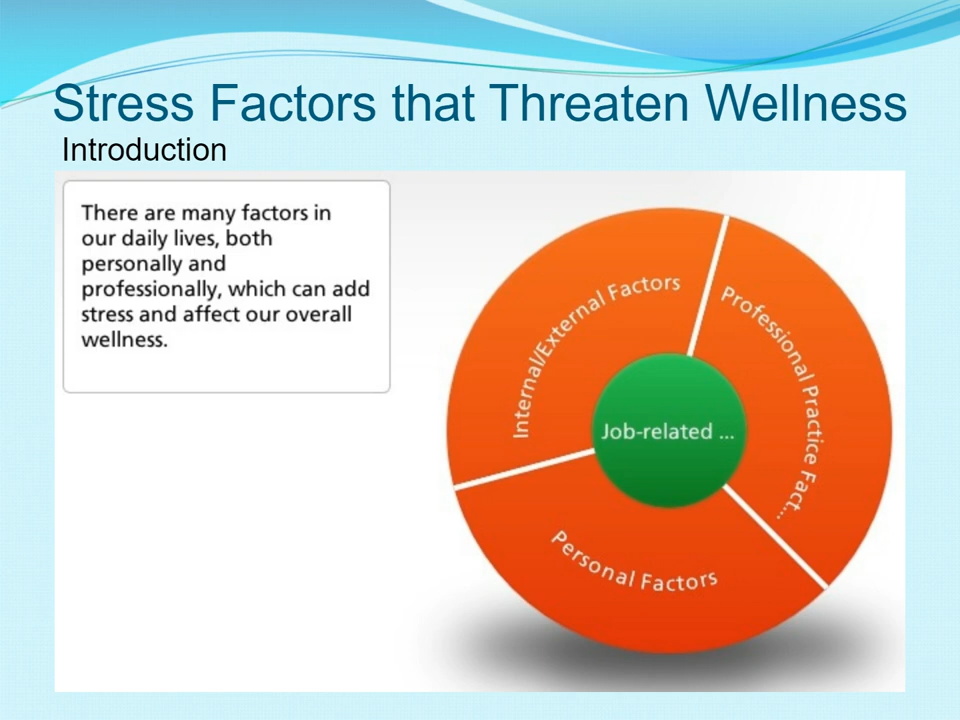 Stress Factors that Threaten Wellness
Introduction
There are many factors in
our daily lives, both
personally and
professionally, which can add
stress and affect our overall
wellness.
Internal/External Factors
Professional Practice Fact...
Job-related ...
Personal Factors